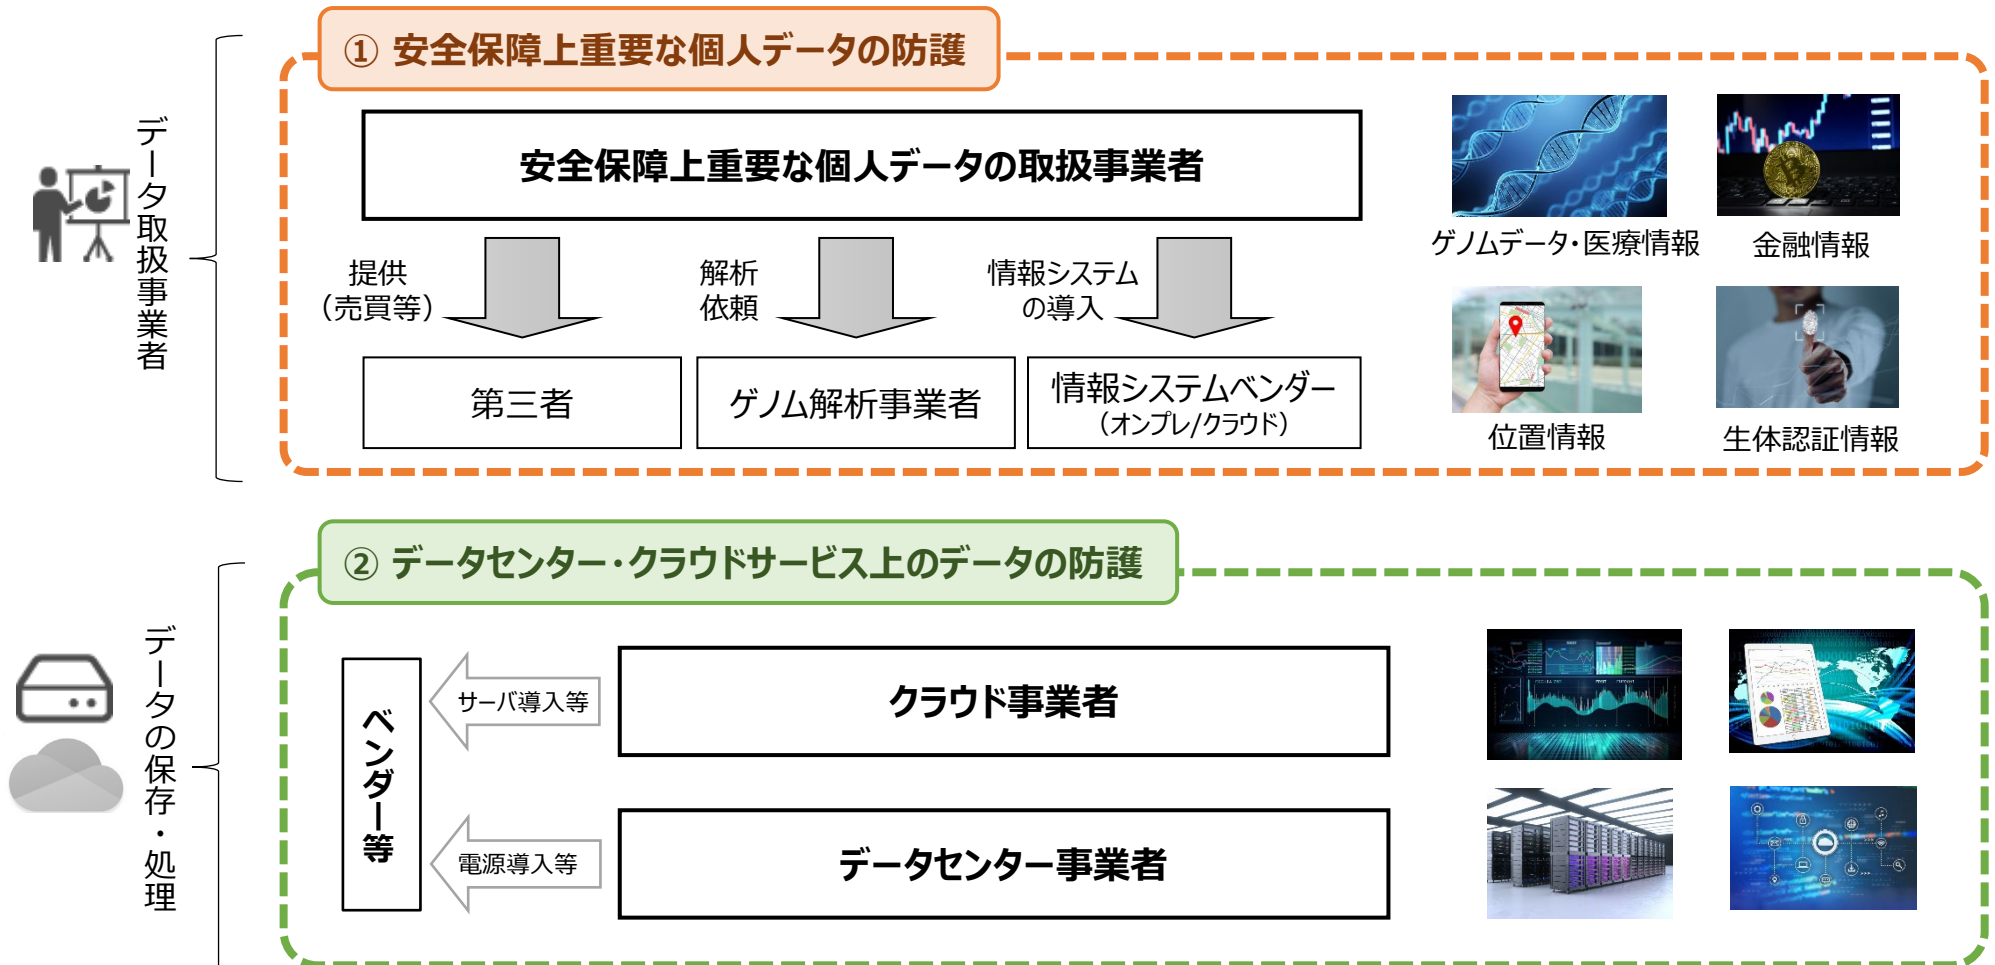 ① 安全保障上重要な個人データの防護
データ取扱事業者
安全保障上重要な個人データの取扱事業者
提供
（売買等）
解析
依頼
情報システム
の導入
第三者
ゲノム解析事業者
情報システムベンダー
（オンプレ/クラウド）
ゲノムデータ・医療情報
金融情報
位置情報
生体認証情報
② データセンター・クラウドサービス上のデータの防護
データの保存・処理
ベンダー等
サーバ導入等
クラウド事業者
電源導入等
データセンター事業者